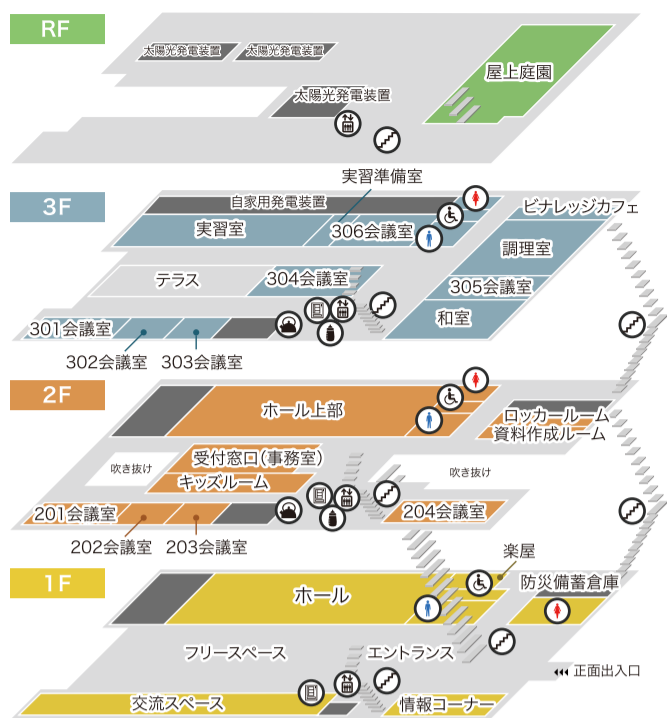 RF
太陽光発電装置
太陽光発電装置
屋上庭園
太陽光発電装置
3F
実習準備室
自家用発電装置
ビナレッジカフェ
実習室
306会議室
調理室
テラス
304会議室
305会議室
301会議室
和室
302会議室
303会議室
2F
ホール上部
ロッカールーム
資料作成ルーム
吹き抜け
受付窓口(事務室)
吹き抜け
キッズルーム
201会議室
204会議室
202会議室
203会議室
1F
楽屋
ホール
防災備蓄倉庫
フリースペース
エントランス
正面出入口
交流スペース
情報コーナー